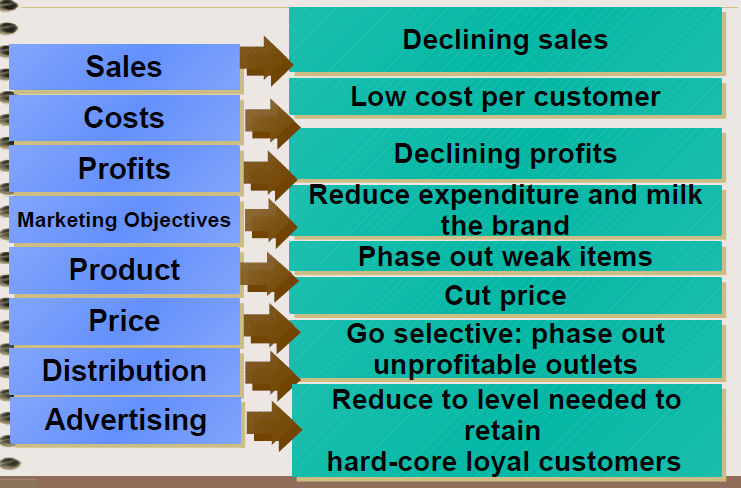 Sales
Declining sales
Costs
Low cost per customer
Profits
Declining profits
Marketing Objectives
Reduce expenditure and milk
the brand
Product
Phase out weak items
Price
Cut price
Distribution
Go selective: phase out
unprofitable outlets
Advertising
Reduce to level needed to
retain
hard-core loyal customers